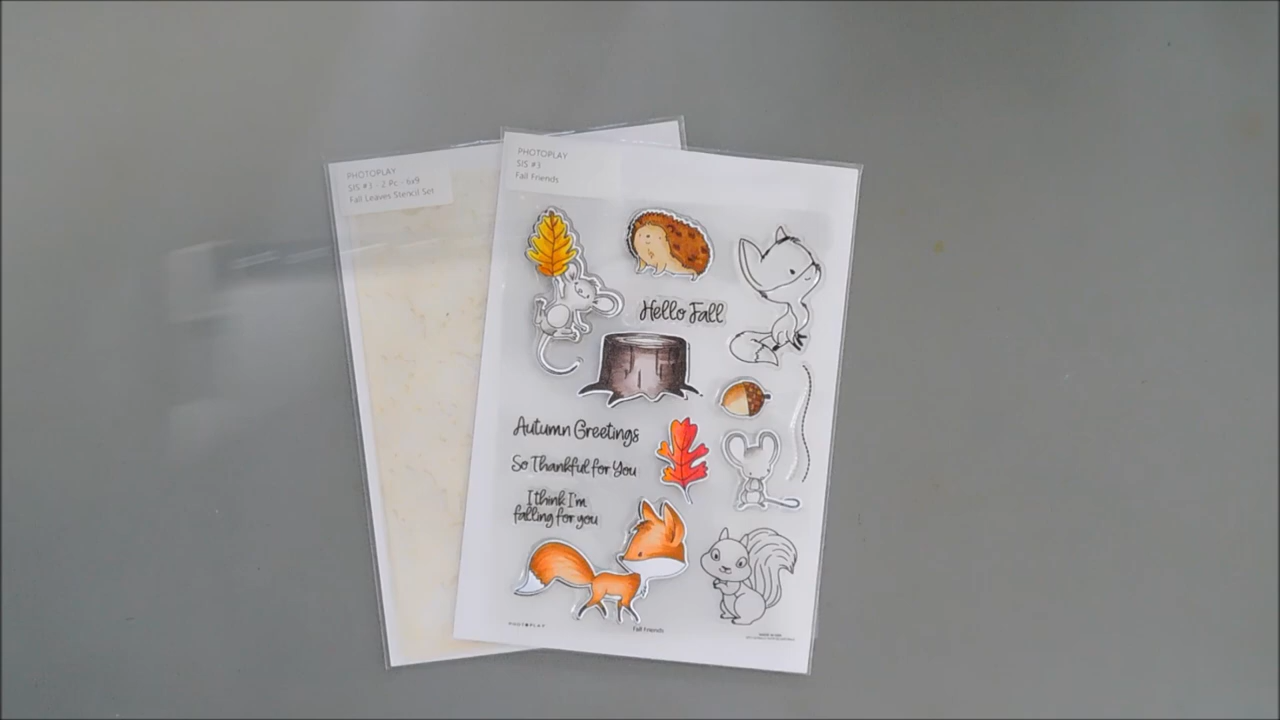 PHOTOPLAY
SIS #3 - 2 Pc - 6x9
Fall Leaves Stencil Set
PHOTOPLAY
SIS #3
Fall Friends
Hello Fall
Autumn Greetings
So Thankful for You
I think I'm
falling for you
PHOTOPLAY
Fall Friends